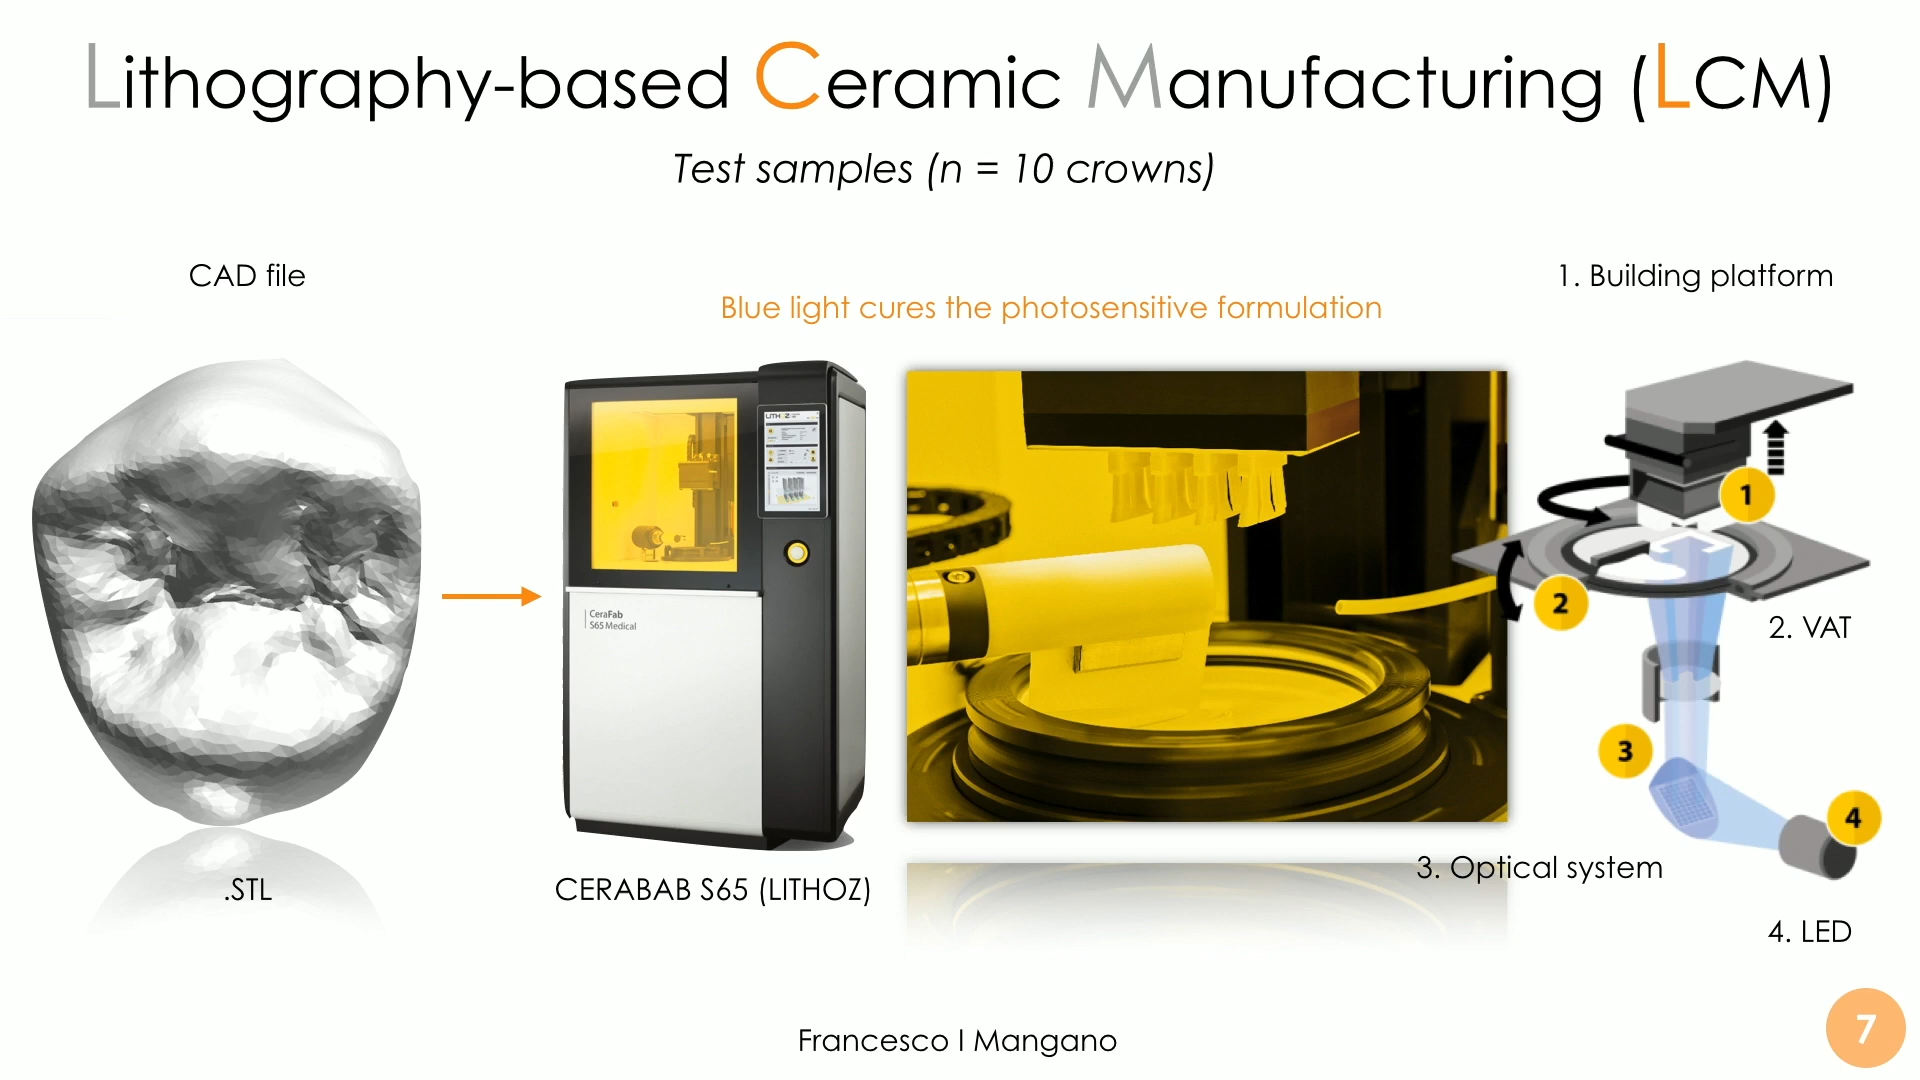 Lithography-based Ceramic Manufacturing (LCM)
Test samples (n = 10 crowns)
CAD file
Blue light cures the photosensitive formulation
1. Building platform
LITHOZ
CeraFab
S65 Medical
1
2
2. VAT
3
4
3. Optical system
.STL
CERABAB S65 (LITHOZ)
4. LED
Francesco I Mangano
7